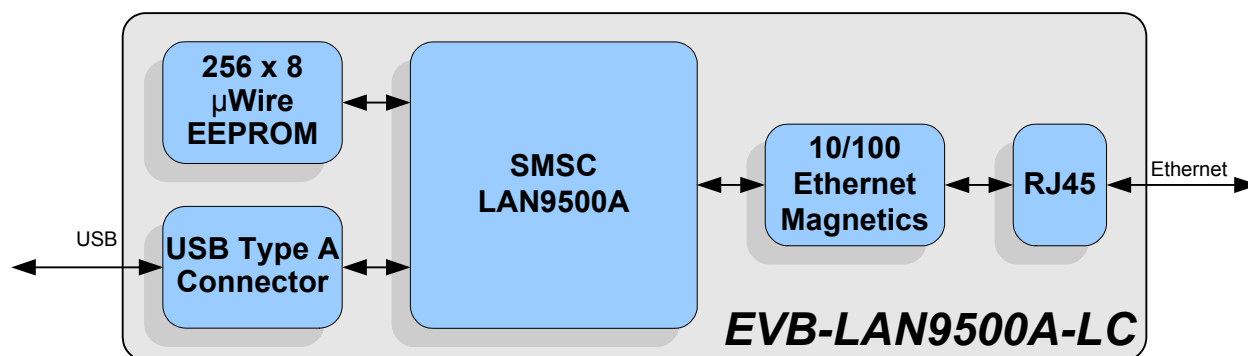 256 x 8
µWire
EEPROM
SMSC
LAN9500A
10/100
Ethernet
Magnetics
RJ45
Ethernet
USB
USB Type A
Connector
EVB-LAN9500A-LC